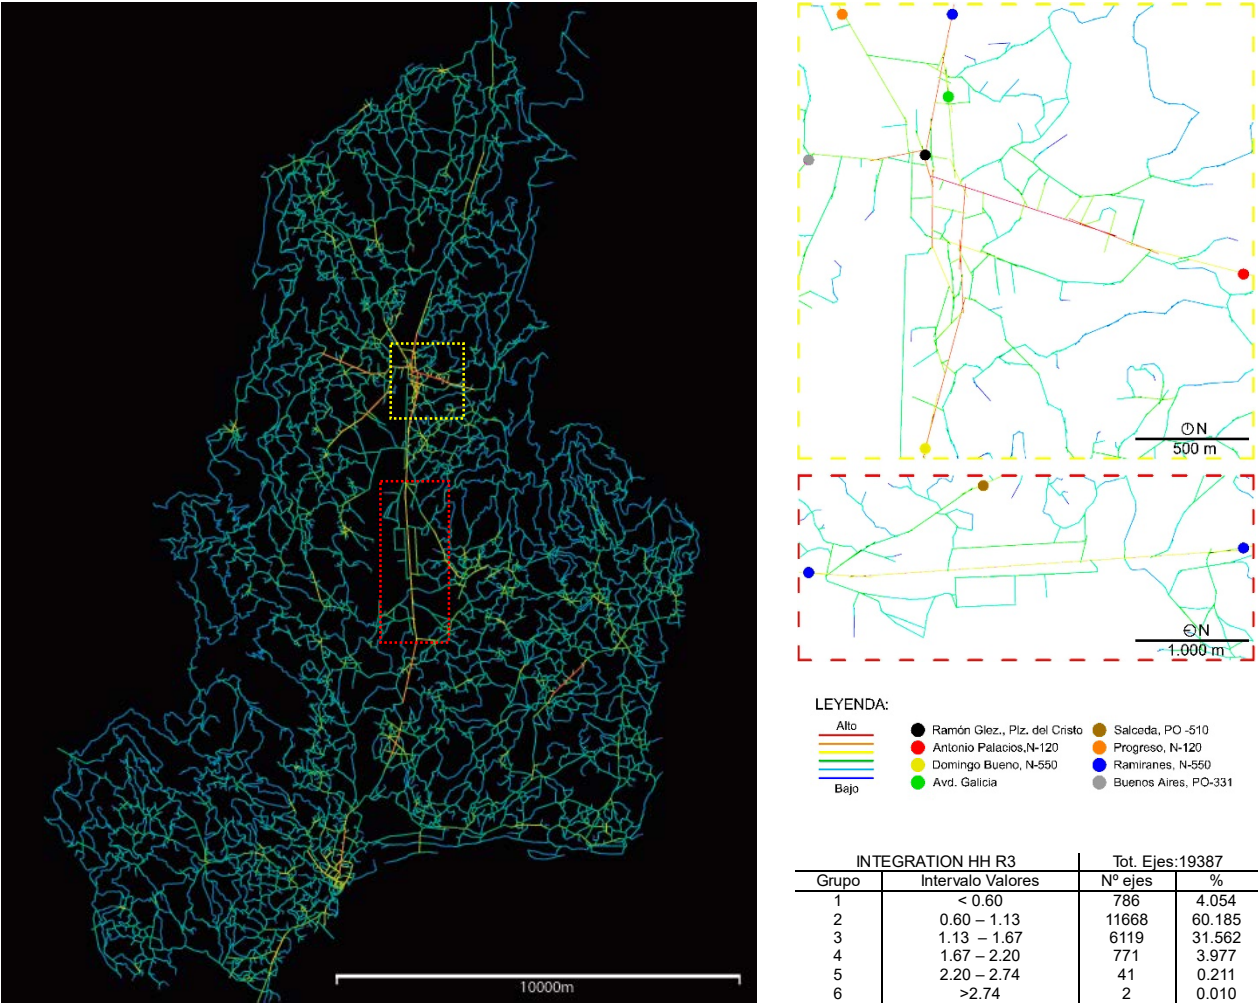 10000m
N
500 m
N
1.000 m
LEYENDA:
Alto
Bajo
Ramón Glez., Plz. del Cristo
Antonio Palacios,N-120
Domingo Bueno, N-550
Avd. Galicia
Salceda, PO -510
Progreso, N-120
Ramiranes, N-550
Buenos Aires, PO-331
INTEGRATION HH R3 Tot. Ejes:19387
Grupo Intervalo Valores Nº ejes %
1 < 0.60 786 4.054
2 0.60 – 1.13 11668 60.185
3 1.13 – 1.67 6119 31.562
4 1.67 – 2.20 771 3.977
5 2.20 – 2.74 41 0.211
6 >2.74 2 0.010